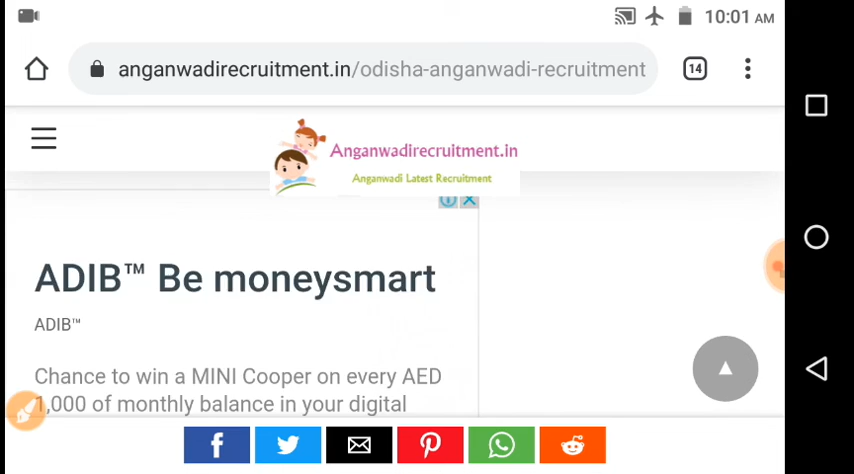 10:01 AM
anganwadirecruitment.in/odisha-anganwadi-recruitment
14
Anganwadirecruitment.in
Anganwadi Latest Recruitment
ADIB™ Be moneysmart
ADIB™
Chance to win a MINI Cooper on every AED
1,000 of monthly balance in your digital